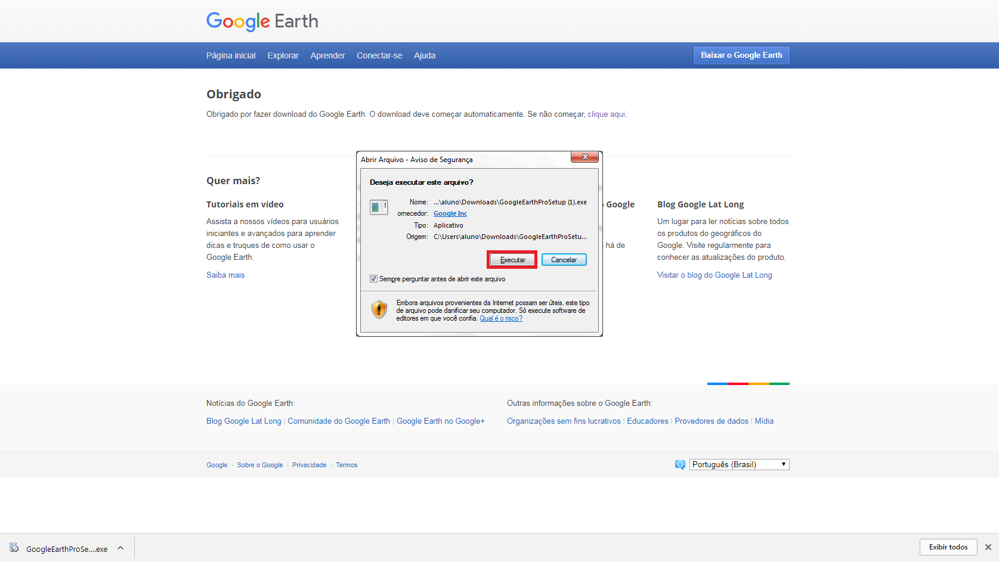 Google Earth
Página inicial Explorar Aprender Conectar-se Ajuda Baixar o Google Earth
Obrigado
Obrigado por fazer download do Google Earth. O download deve começar automaticamente. Se não começar, clique aqui.
Quer mais?
Tutoriais em vídeo
Assista a nossos vídeos para usuários
iniciantes e avançados para aprender
dicas e truques de como usar o
Google Earth.
Saiba mais
Abrir Arquivo - Aviso de Segurança
Deseja executar este arquivo?
Nome: ...\aluno\Downloads\GoogleEarthProSetup (1).exe
ornecedor: Google Inc
Tipo: Aplicativo
Origem: C:\Users\aluno\Downloads\GoogleEarthProSetu...
Executar Cancelar
Sempre perguntar antes de abrir este arquivo
Embora arquivos provenientes da Internet possam ser úteis, este tipo
de arquivo pode danificar seu computador. Só execute software de
editores em que você confia. Qual é o risco?
Google
há de
Blog Google Lat Long
Um lugar para ler notícias sobre todos
os produtos do geográficos do
Google. Visite regularmente para
conhecer as atualizações do produto.
Visitar o blog do Google Lat Long
Notícias do Google Earth:
Blog Google Lat Long | Comunidade do Google Earth | Google Earth no Google+
Outras informações sobre o Google Earth:
Organizações sem fins lucrativos | Educadores | Provedores de dados | Mídia
Google · Sobre o Google · Privacidade · Termos
Português (Brasil)
GoogleEarthProSe....exe
Exibir todos